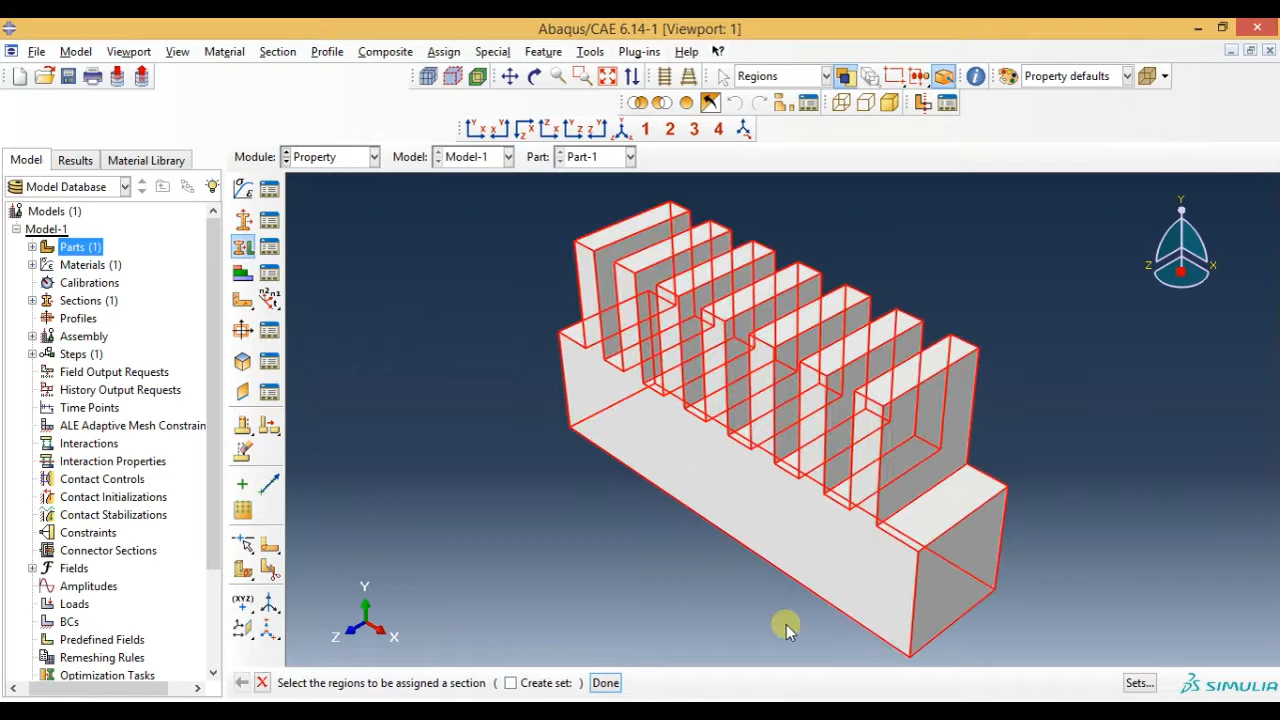 Abaqus/CAE 6.14-1 [Viewport: 1]
File Model Viewport View Material Section Profile Composite Assign Special Feature Tools Plug-ins Help
Regions Property defaults
1 2 3 4
Model Results Material Library Module: Property Model: Model-1 Part: Part-1
Model Database
Models (1)
Model-1
Parts (1)
Materials (1)
Calibrations
Sections (1)
Profiles
Assembly
Steps (1)
Field Output Requests
History Output Requests
Time Points
ALE Adaptive Mesh Constrain
Interactions
Interaction Properties
Contact Controls
Contact Initializations
Contact Stabilizations
Constraints
Connector Sections
Fields
Amplitudes
Loads
BCs
Predefined Fields
Remeshing Rules
Optimization Tasks
(XYZ)
Y
Z X
Y
Z X
Select the regions to be assigned a section ( Create set: ) Done Sets... SIMULIA